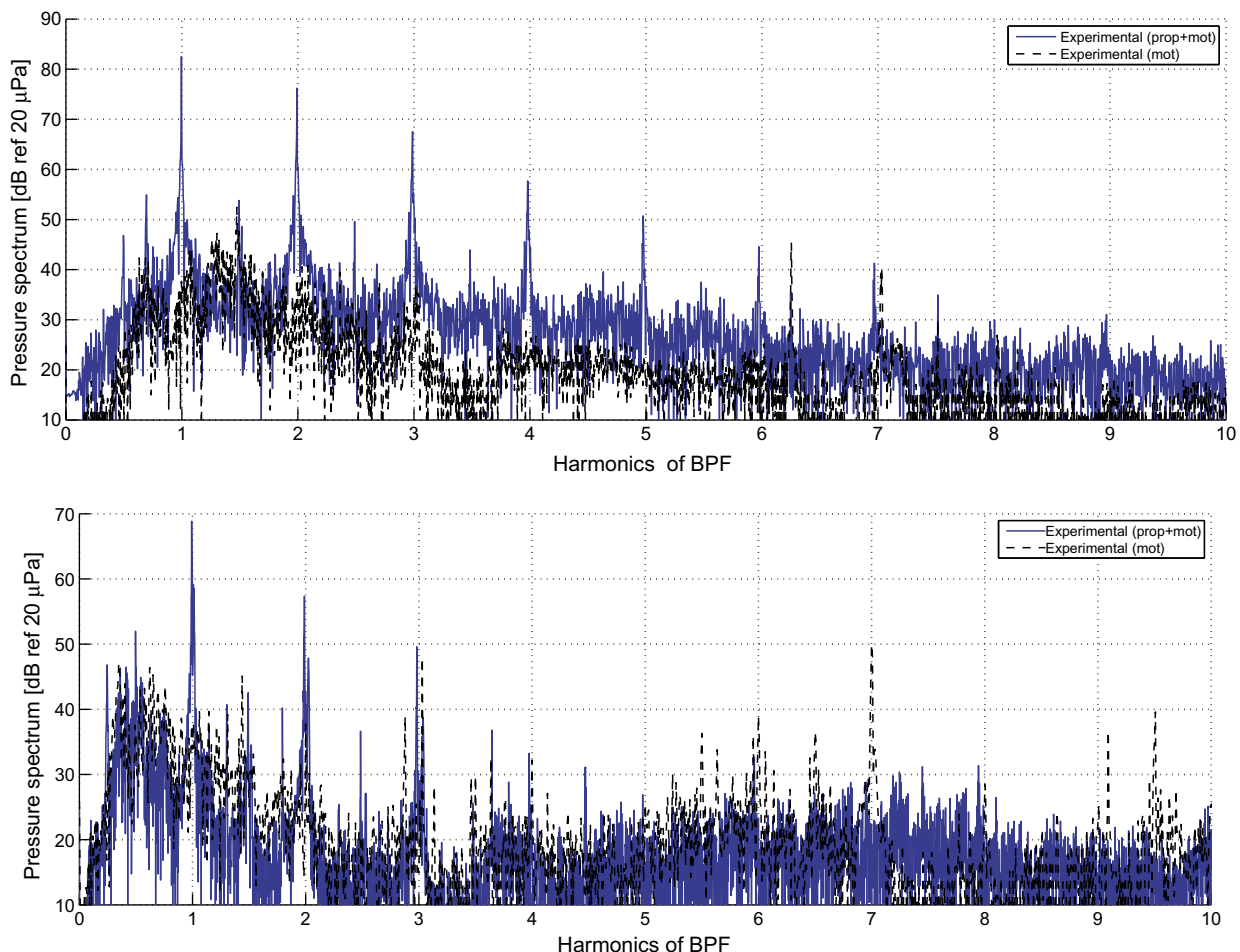 90
80
70
60
50
40
30
20
10
Pressure spectrum [dB ref 20 μPa]
Experimental (prop+mot)
Experimental (mot)
0 1 2 3 4 5 6 7 8 9 10
Harmonics of BPF
70
60
50
40
30
20
10
Pressure spectrum [dB ref 20 μPa]
Experimental (prop+mot)
Experimental (mot)
0 1 2 3 4 5 6 7 8 9 10
Harmonics of BPF